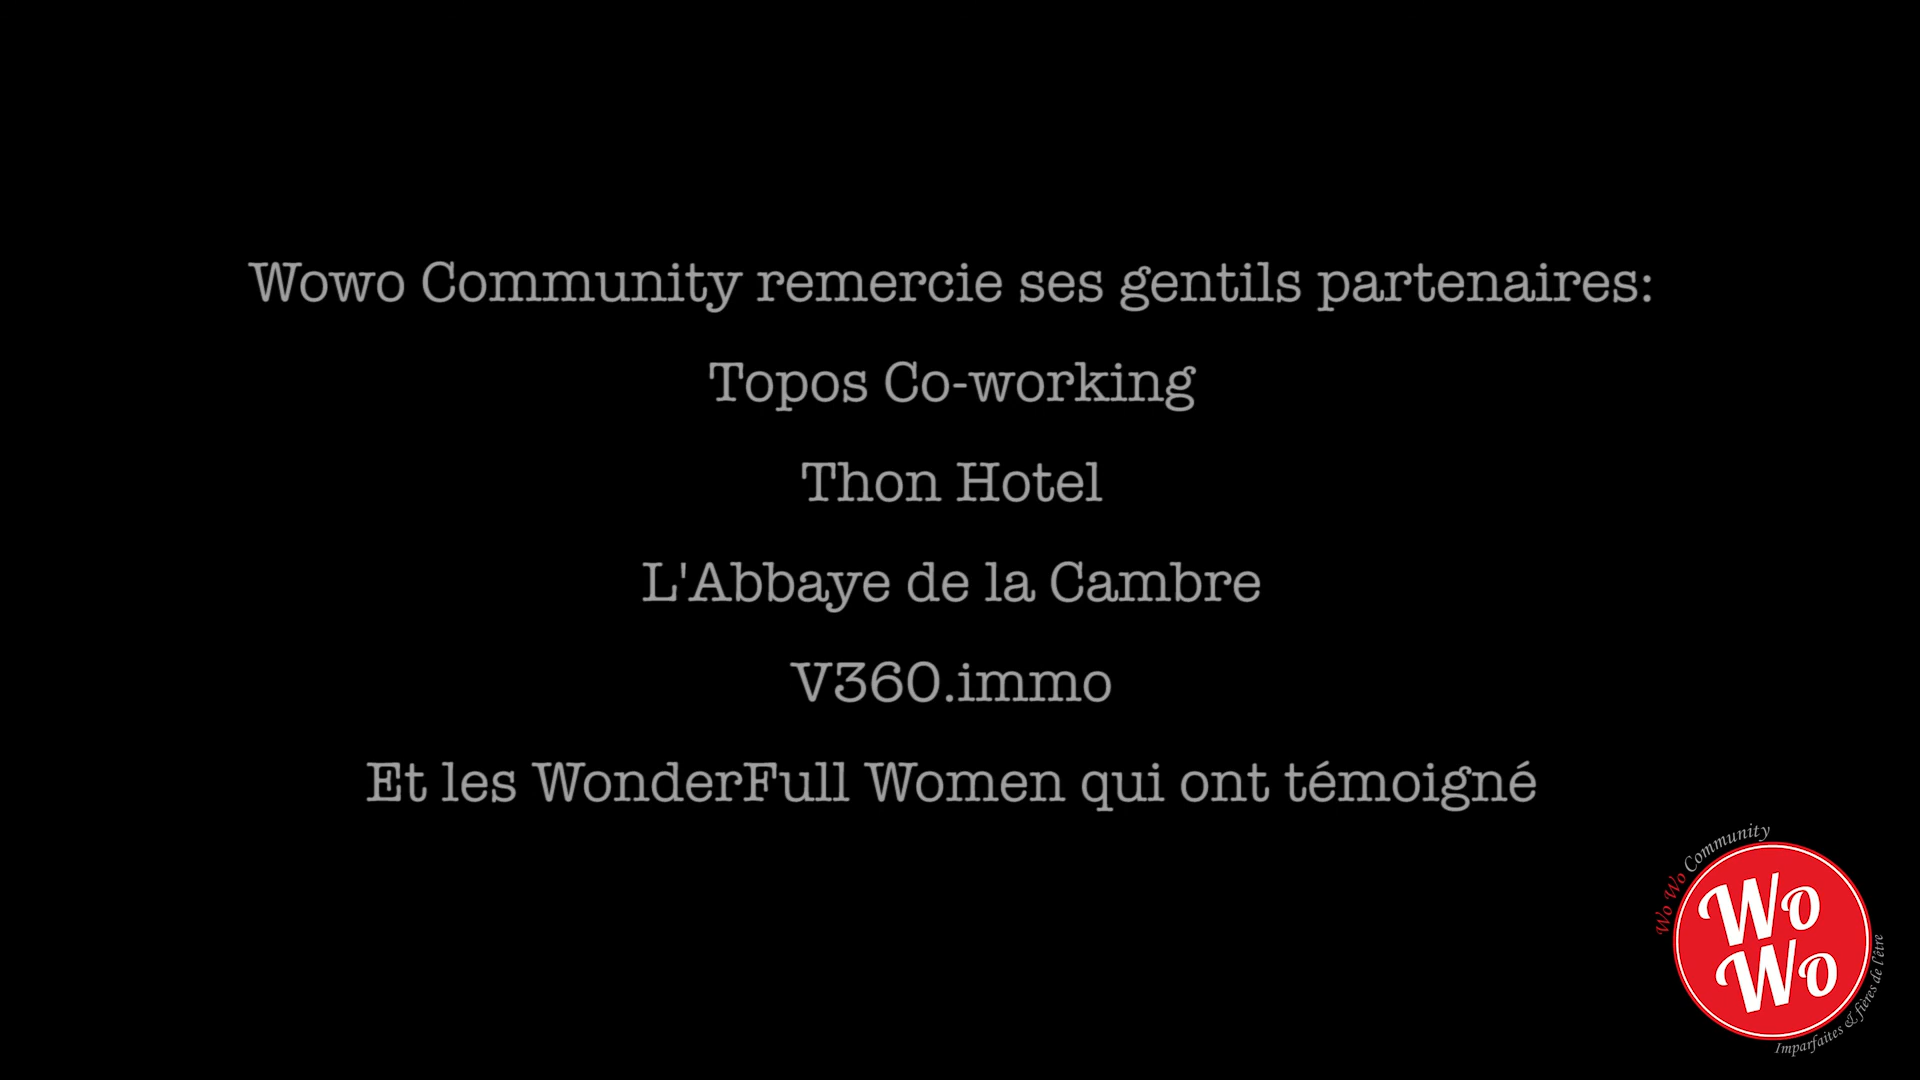 Wowo Community remercie ses gentils partenaires:
Topos Co-working
Thon Hotel
L'Abbaye de la Cambre
V360.immo
Et les WonderFull Women qui ont témoigné
Wo Wo Community
Wo
Wo
Imparfaites & fières de l'être